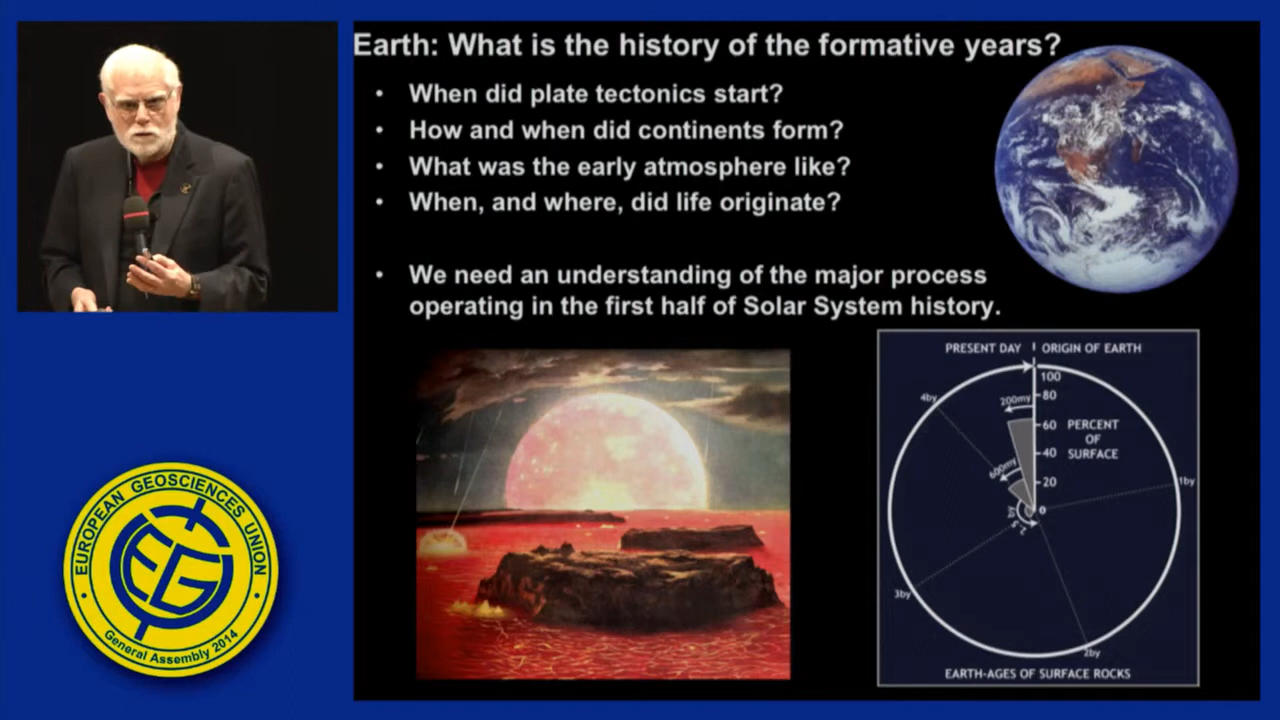 Earth: What is the history of the formative years?
• When did plate tectonics start?
• How and when did continents form?
• What was the early atmosphere like?
• When, and where, did life originate?
• We need an understanding of the major process
operating in the first half of Solar System history.
PRESENT DAY ORIGIN OF EARTH
100
80
60
40
20
0
PERCENT
OF
SURFACE
200my
600my
4by
1by
3by
2by
EARTH-AGES OF SURFACE ROCKS
EUROPEAN GEOSCIENCES UNION
EG
General Assembly 2014